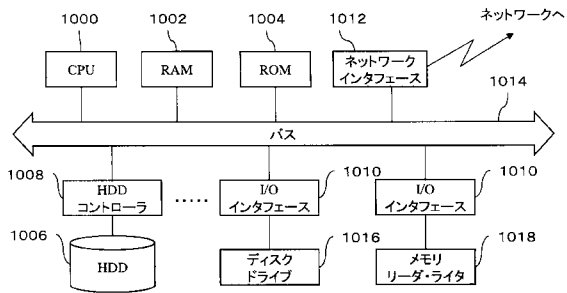 1000
1002
1004
1012
ネットワークへ
CPU
RAM
ROM
ネットワーク
インタフェース
1014
バス
1008
HDD
コントローラ
.....
I/O
インタフェース
1010
I/O
インタフェース
1010
1006
HDD
ディスク
ドライブ
1016
メモリ
リーダ・ライタ
1018